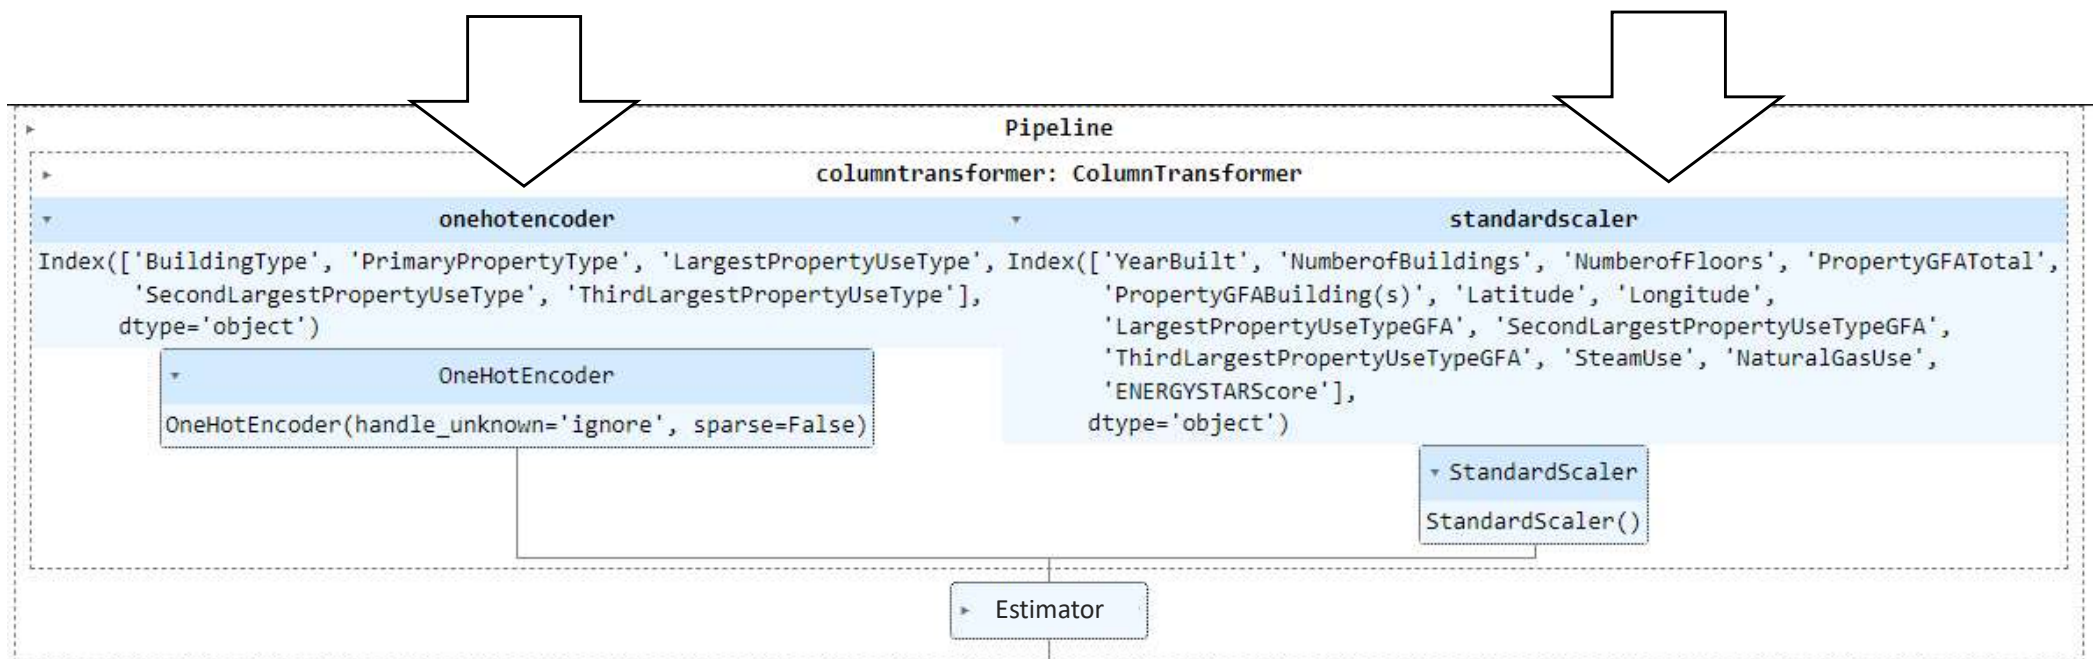 Pipeline
columntransformer: ColumnTransformer
onehotencoder
Index(['BuildingType', 'PrimaryPropertyType', 'LargestPropertyUseType',
'SecondLargestPropertyUseType', 'ThirdLargestPropertyUseType'],
dtype='object')
OneHotEncoder
OneHotEncoder(handle_unknown='ignore', sparse=False)
standardscaler
Index(['YearBuilt', 'NumberofBuildings', 'NumberofFloors', 'PropertyGFATotal',
'PropertyGFABuilding(s)', 'Latitude', 'Longitude',
'LargestPropertyUseTypeGFA', 'SecondLargestPropertyUseTypeGFA',
'ThirdLargestPropertyUseTypeGFA', 'SteamUse', 'NaturalGasUse',
'ENERGYSTARScore'],
dtype='object')
StandardScaler
StandardScaler()
Estimator